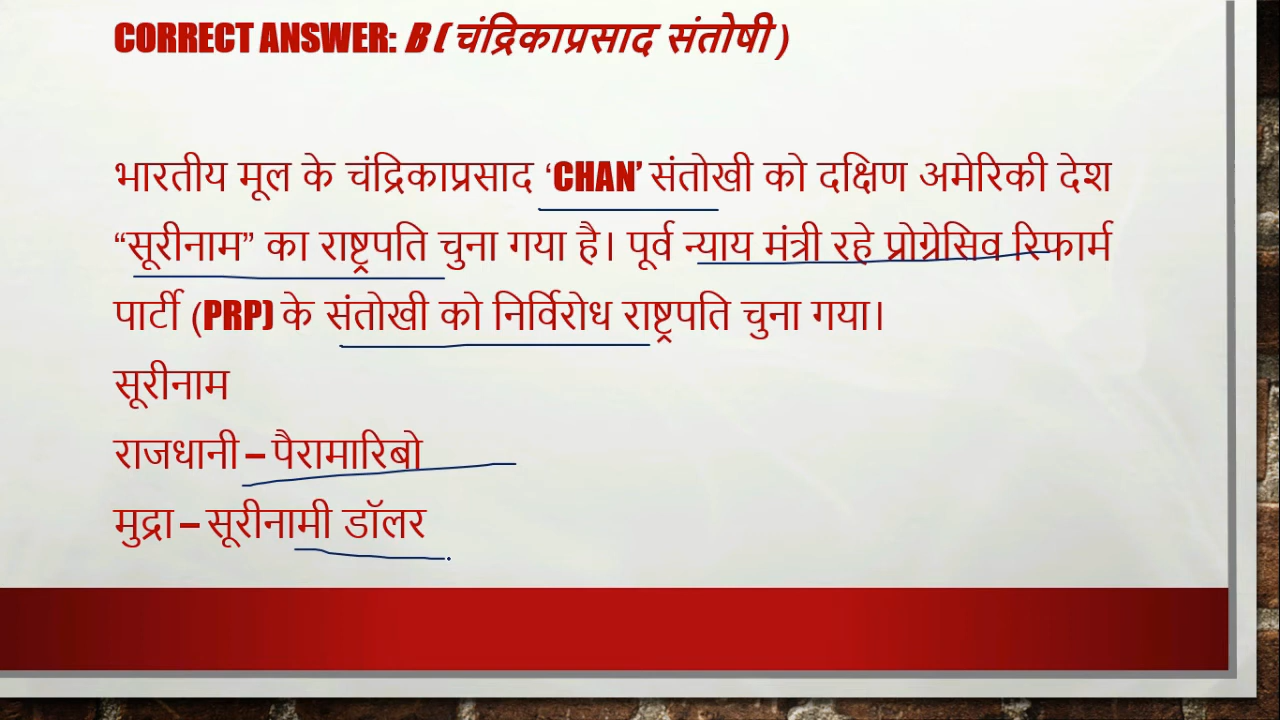 CORRECT ANSWER: B ( चंद्रिकाप्रसाद संतोषी )
भारतीय मूल के चंद्रिकाप्रसाद ‘CHAN’ संतोखी को दक्षिण अमेरिकी देश
“सूरीनाम” का राष्ट्रपति चुना गया है। पूर्व न्याय मंत्री रहे प्रोग्रेसिव रिफार्म
पार्टी (PRP) के संतोखी को निर्विरोध राष्ट्रपति चुना गया।
सूरीनाम
राजधानी – पैरामारिबो
मुद्रा – सूरीनामी डॉलर